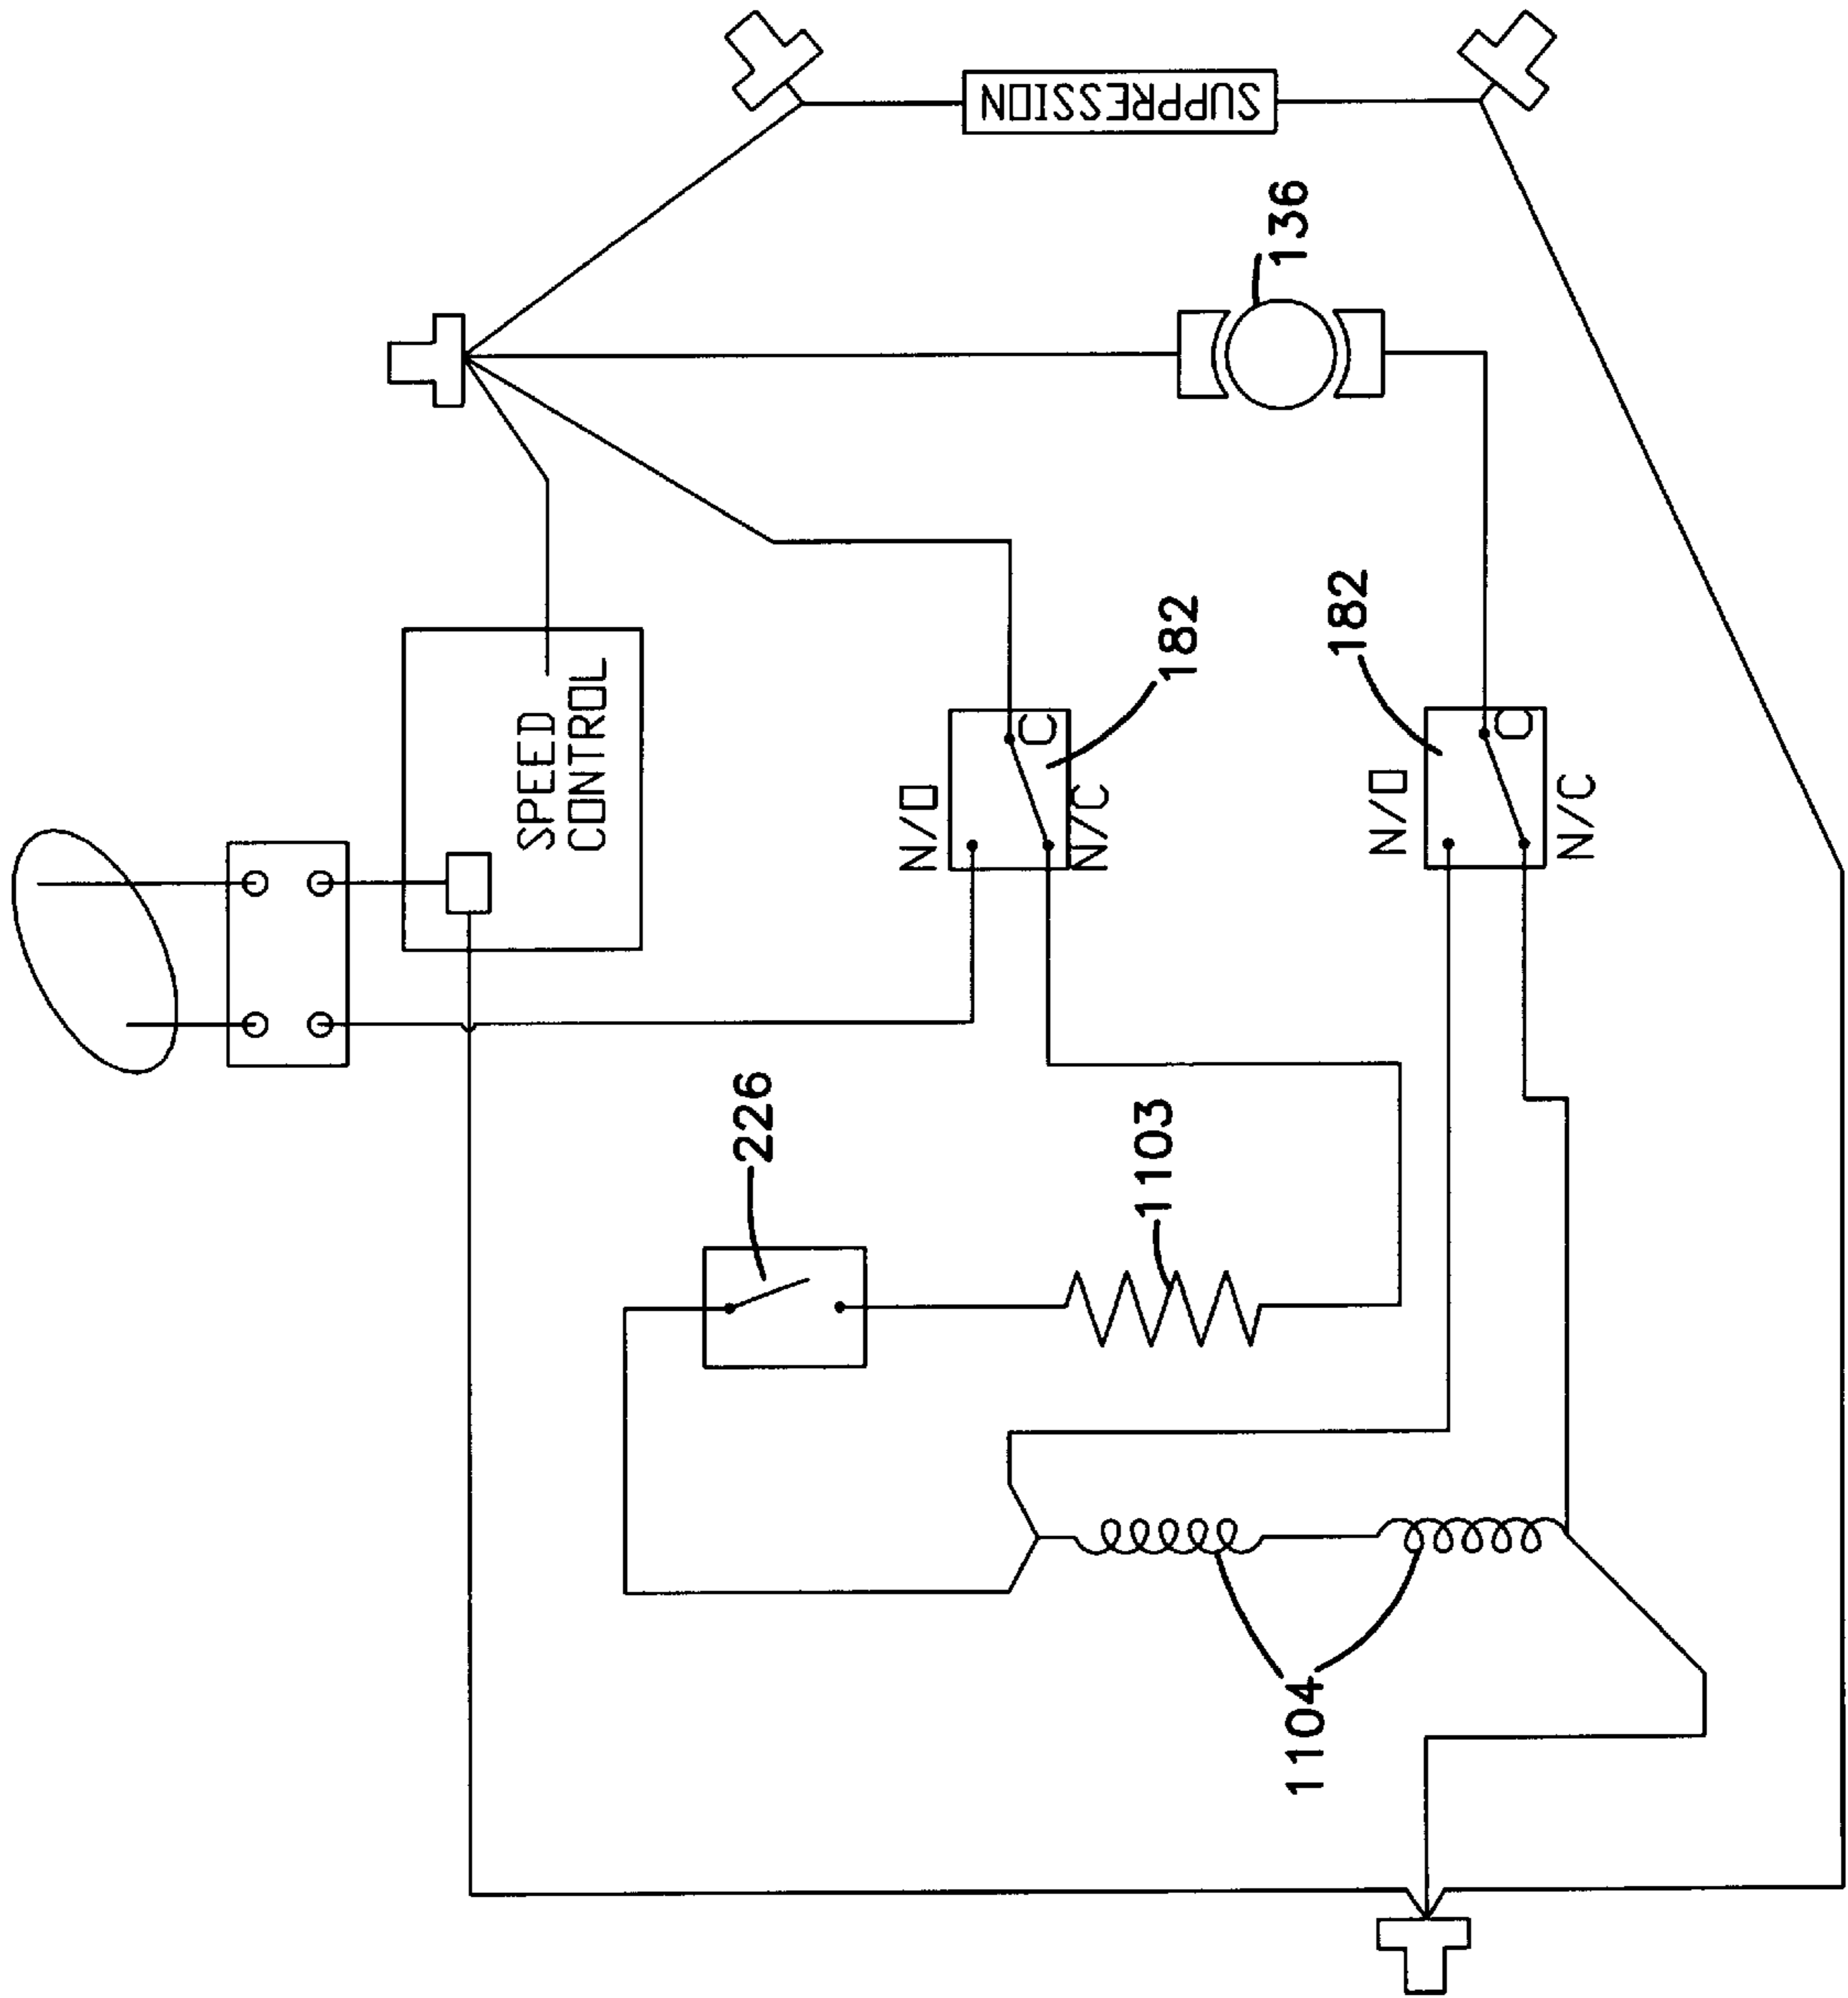 SPEED
CONTROL
226
N/O
C
N/C
1103
182
SUPPRESSION
1104
136
182
N/O
C
N/C